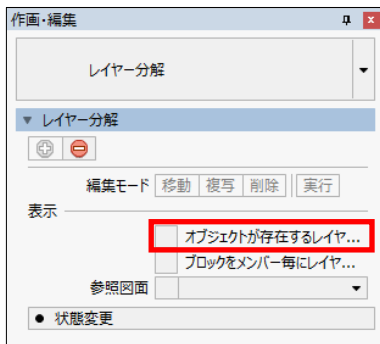 作画・編集
レイヤー分解
レイヤー分解
編集モード 移動 複写 削除 実行
表示
オブジェクトが存在するレイヤ...
ブロックをメンバー毎にレイヤ...
参照図面
状態変更